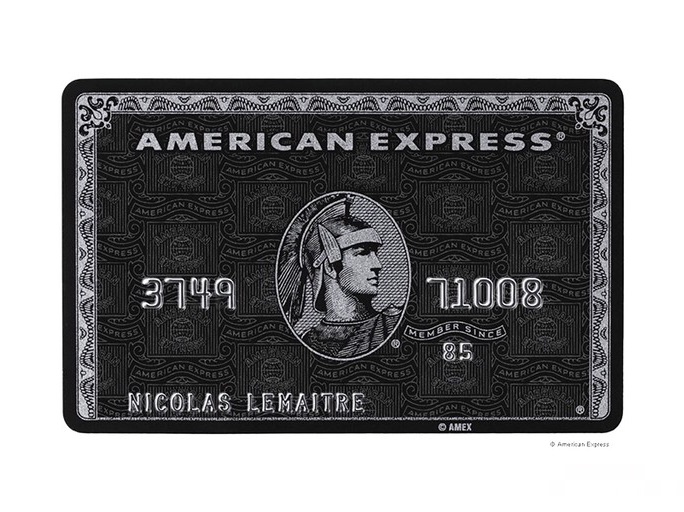 AMERICAN EXPRESS®
3749 71008
MEMBER SINCE
85
NICOLAS LEMAITRE
® ®
© AMEX
© American Express